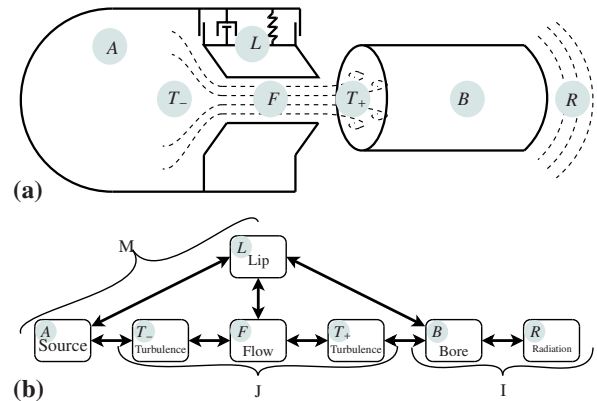 A
L
T−
F
T+
B
R
(a)
M
L
Lip
A
Source
T−
Turbulence
F
Flow
T+
Turbulence
B
Bore
R
Radiation
J
I
(b)